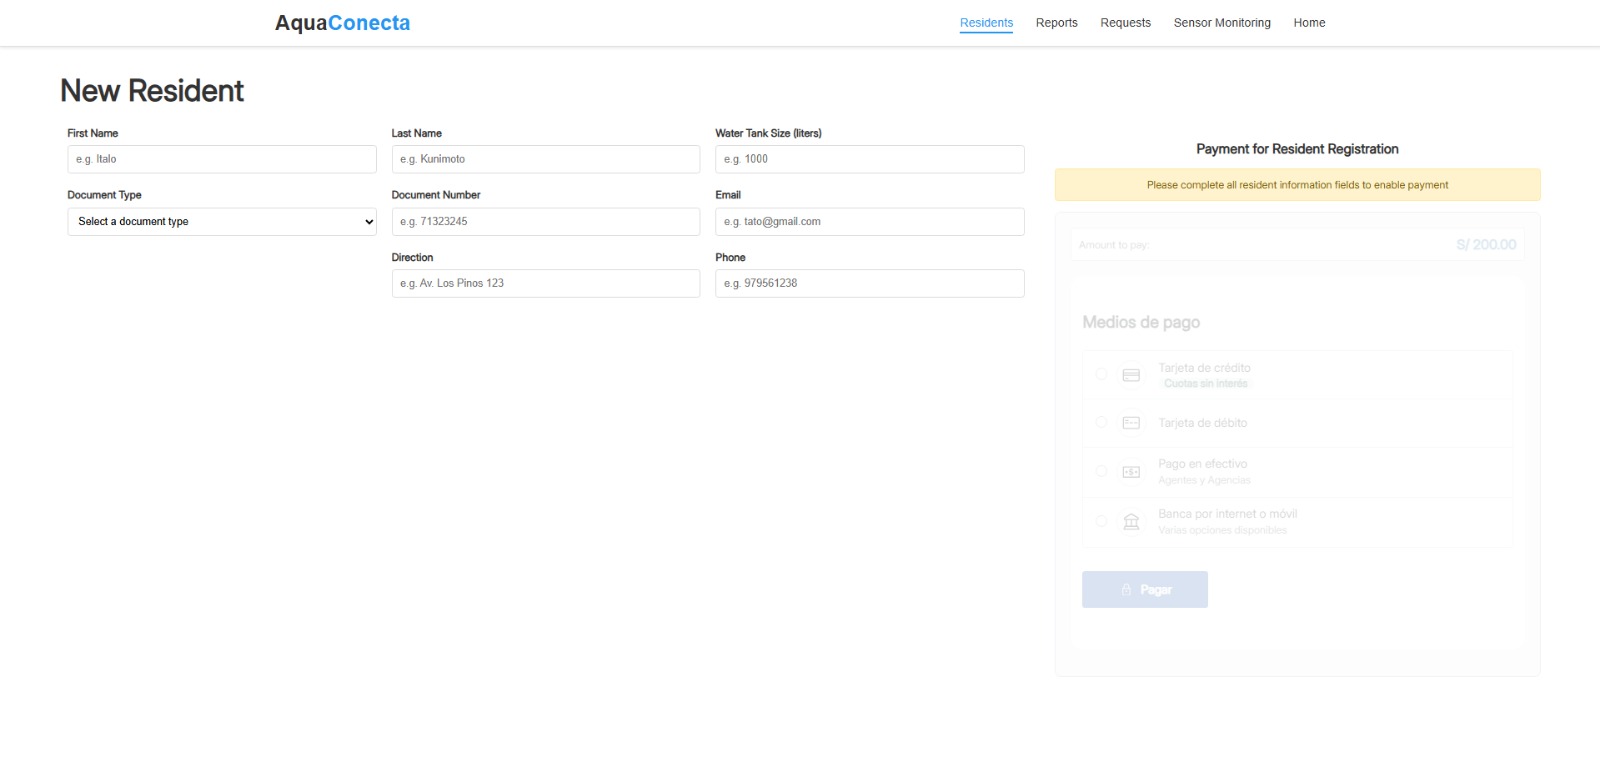 AquaConecta
Residents Reports Requests Sensor Monitoring Home
New Resident
First Name Last Name Water Tank Size (liters)
e.g. Italo e.g. Kunimoto e.g. 1000
Document Type Document Number Email
Select a document type e.g. 71323245 e.g. tato@gmail.com
Direction Phone
e.g. Av. Los Pinos 123 e.g. 979561238
Payment for Resident Registration
Please complete all resident information fields to enable payment
Amount to pay: S/ 200.00
Medios de pago
Tarjeta de crédito
Cuotas sin interés
Tarjeta de débito
Pago en efectivo
Agentes y Agencias
Banca por internet o móvil
Varias opciones disponibles
Pagar